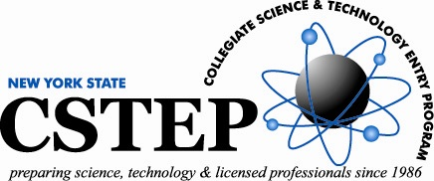 COLLEGIATE SCIENCE & TECHNOLOGY ENTRY PROGRAM
NEW YORK STATE
CSTEP
preparing science, technology & licensed professionals since 1986